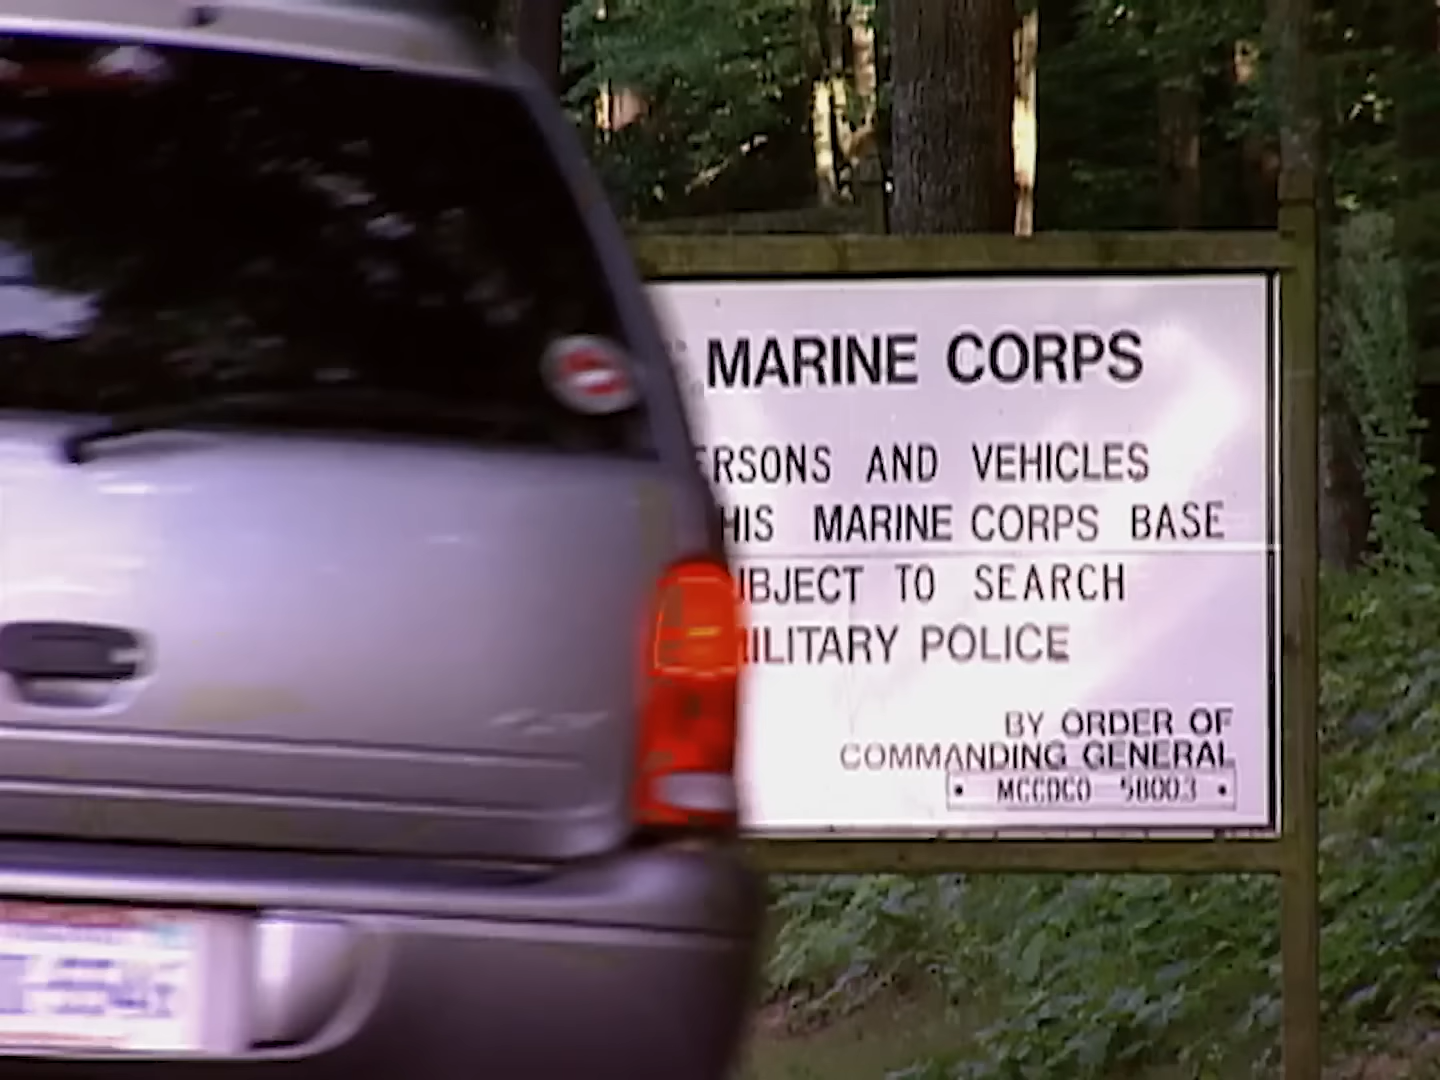 MARINE CORPS
ERSONS AND VEHICLES
HIS MARINE CORPS BASE
UBJECT TO SEARCH
MILITARY POLICE
BY ORDER OF
COMMANDING GENERAL
• MCCDCO 58003 •